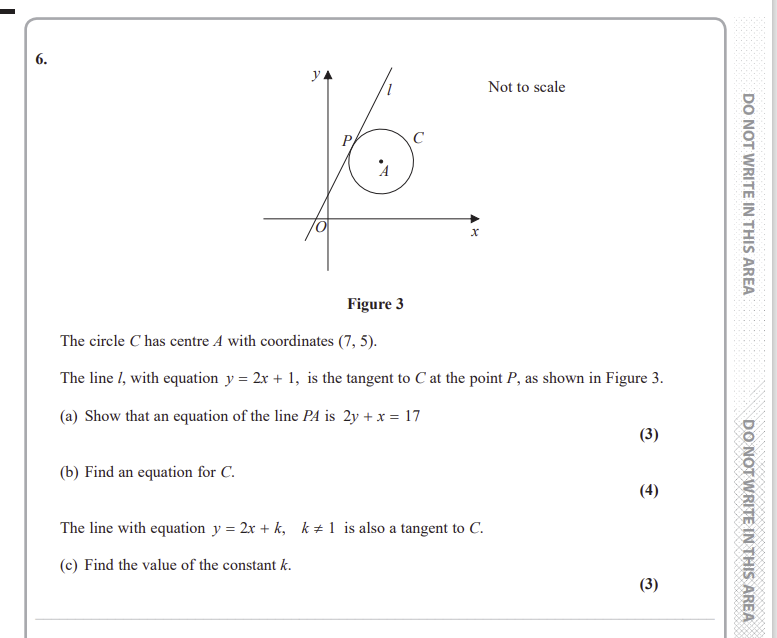 6.
y
l
Not to scale
P
C
A
O
x
Figure 3
The circle C has centre A with coordinates (7, 5).
The line l, with equation y = 2x + 1, is the tangent to C at the point P, as shown in Figure 3.
(a) Show that an equation of the line PA is 2y + x = 17
(3)
(b) Find an equation for C.
(4)
The line with equation y = 2x + k, k ≠ 1 is also a tangent to C.
(c) Find the value of the constant k.
(3)
DO NOT WRITE IN THIS AREA
DO NOT WRITE IN THIS AREA